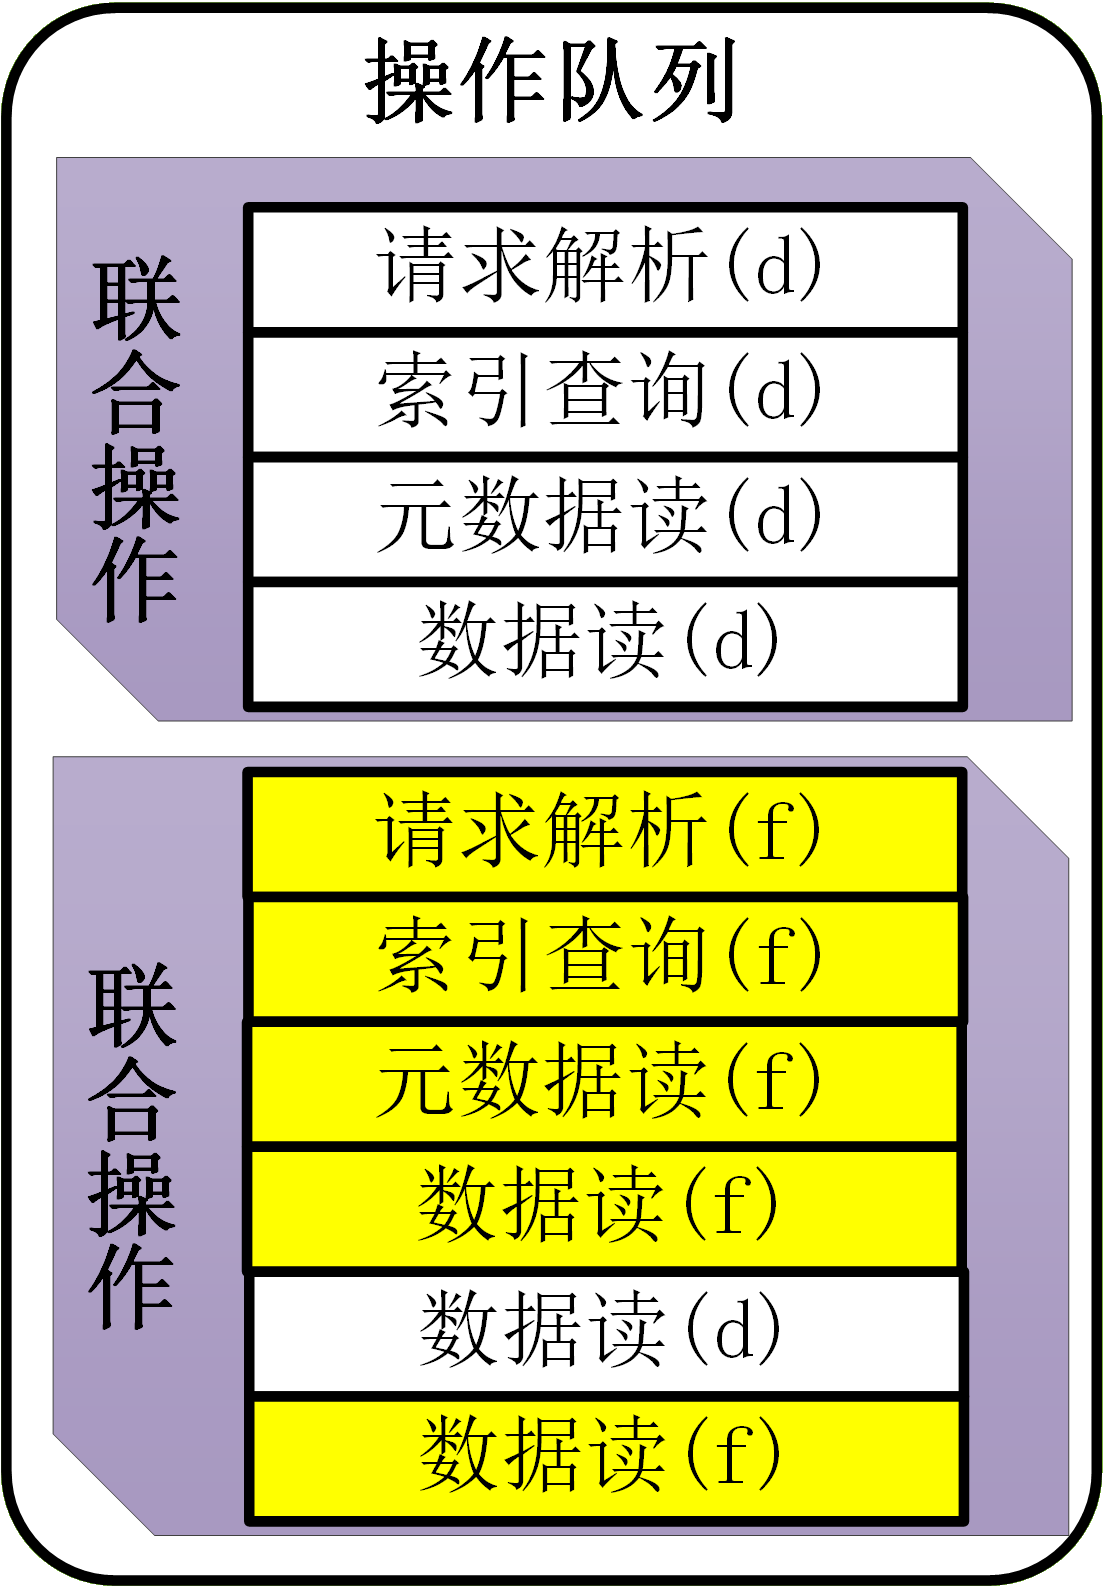 操作队列
联合操作
请求解析(d)
索引查询(d)
元数据读(d)
数据读(d)
联合操作
请求解析(f)
索引查询(f)
元数据读(f)
数据读(f)
数据读(d)
数据读(f)